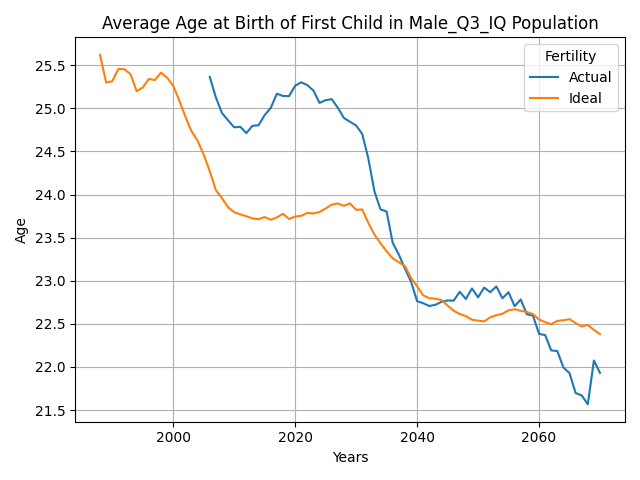 Average Age at Birth of First Child in Male_Q3_IQ Population
Fertility
Actual
Ideal
25.5
25.0
24.5
24.0
23.5
23.0
22.5
22.0
21.5
Age
2000
2020
2040
2060
Years